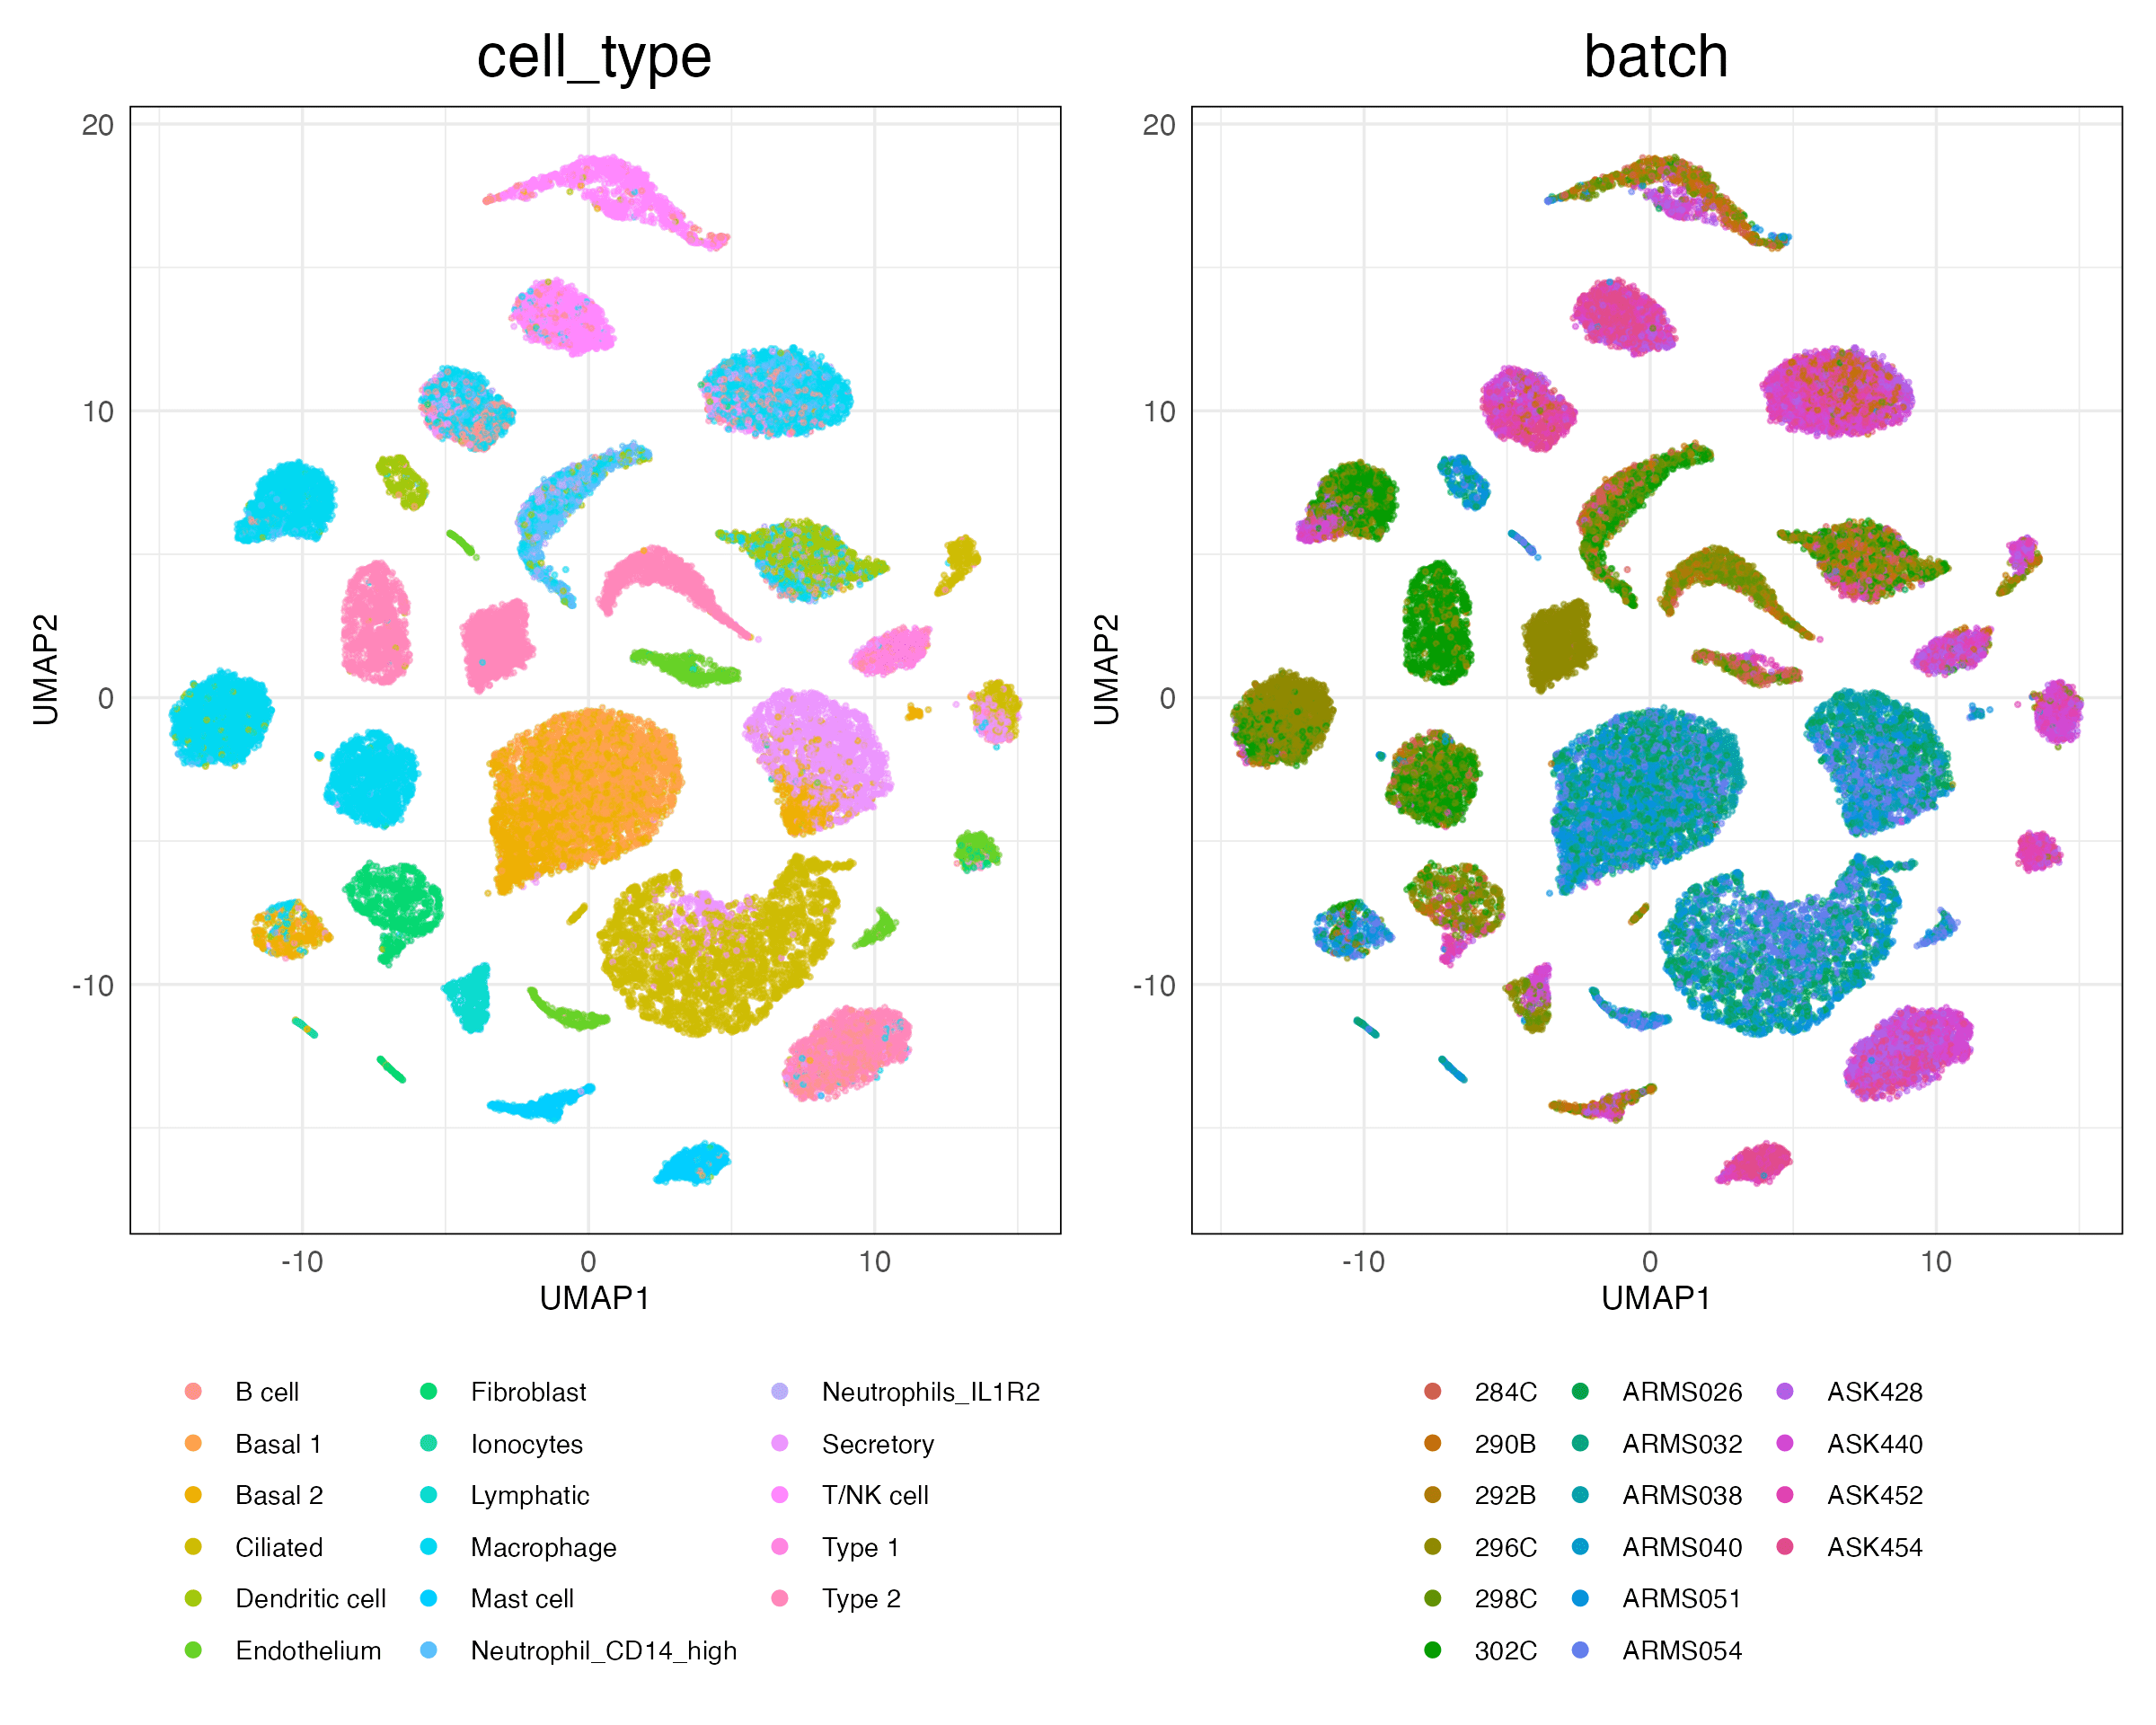 cell_type
batch
20
10
0
-10
UMAP2
-10 0 10
UMAP1
20
10
0
-10
UMAP2
-10 0 10
UMAP1
B cell Fibroblast Neutrophils_IL1R2
Basal 1 Ionocytes Secretory
Basal 2 Lymphatic T/NK cell
Ciliated Macrophage Type 1
Dendritic cell Mast cell Type 2
Endothelium Neutrophil_CD14_high
284C ARMS026 ASK428
290B ARMS032 ASK440
292B ARMS038 ASK452
296C ARMS040 ASK454
298C ARMS051
302C ARMS054